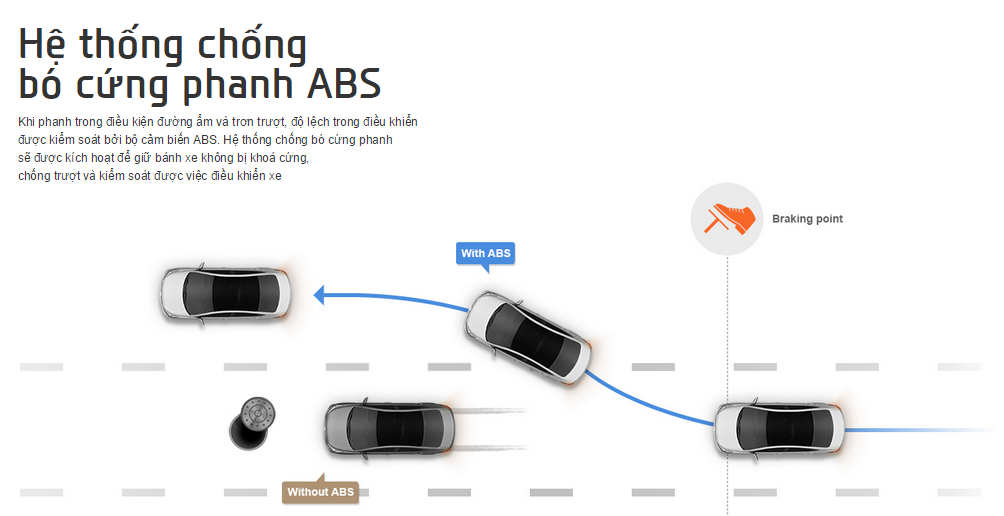 Hệ thống chống
bó cứng phanh ABS
Khi phanh trong điều kiện đường ẩm và trơn trượt, độ lệch trong điều khiển
được kiểm soát bởi bộ cảm biến ABS. Hệ thống chống bó cứng phanh
sẽ được kích hoạt để giữ bánh xe không bị khoá cứng,
chống trượt và kiểm soát được việc điều khiển xe
Braking point
With ABS
Without ABS